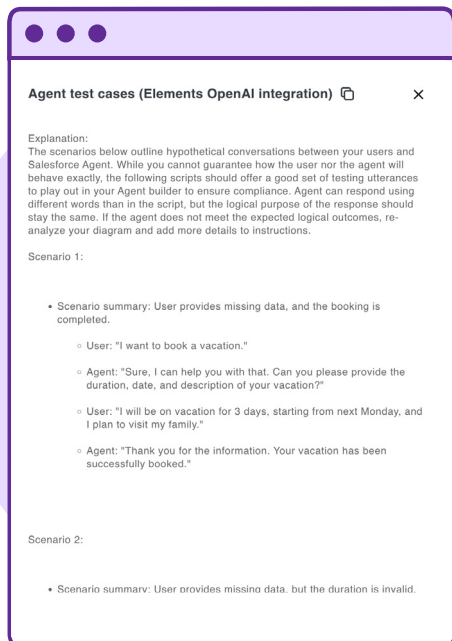 Agent test cases (Elements OpenAI integration)
Explanation:
The scenarios below outline hypothetical conversations between your users and
Salesforce Agent. While you cannot guarantee how the user nor the agent will
behave exactly, the following scripts should offer a good set of testing utterances
to play out in your Agent builder to ensure compliance. Agent can respond using
different words than in the script, but the logical purpose of the response should
stay the same. If the agent does not meet the expected logical outcomes, re-
analyze your diagram and add more details to instructions.
Scenario 1:
• Scenario summary: User provides missing data, and the booking is
completed.
○ User: "I want to book a vacation."
○ Agent: "Sure, I can help you with that. Can you please provide the
duration, date, and description of your vacation?"
○ User: "I will be on vacation for 3 days, starting from next Monday, and
I plan to visit my family."
○ Agent: "Thank you for the information. Your vacation has been
successfully booked."
Scenario 2:
• Scenario summary: User provides missing data, but the duration is invalid.